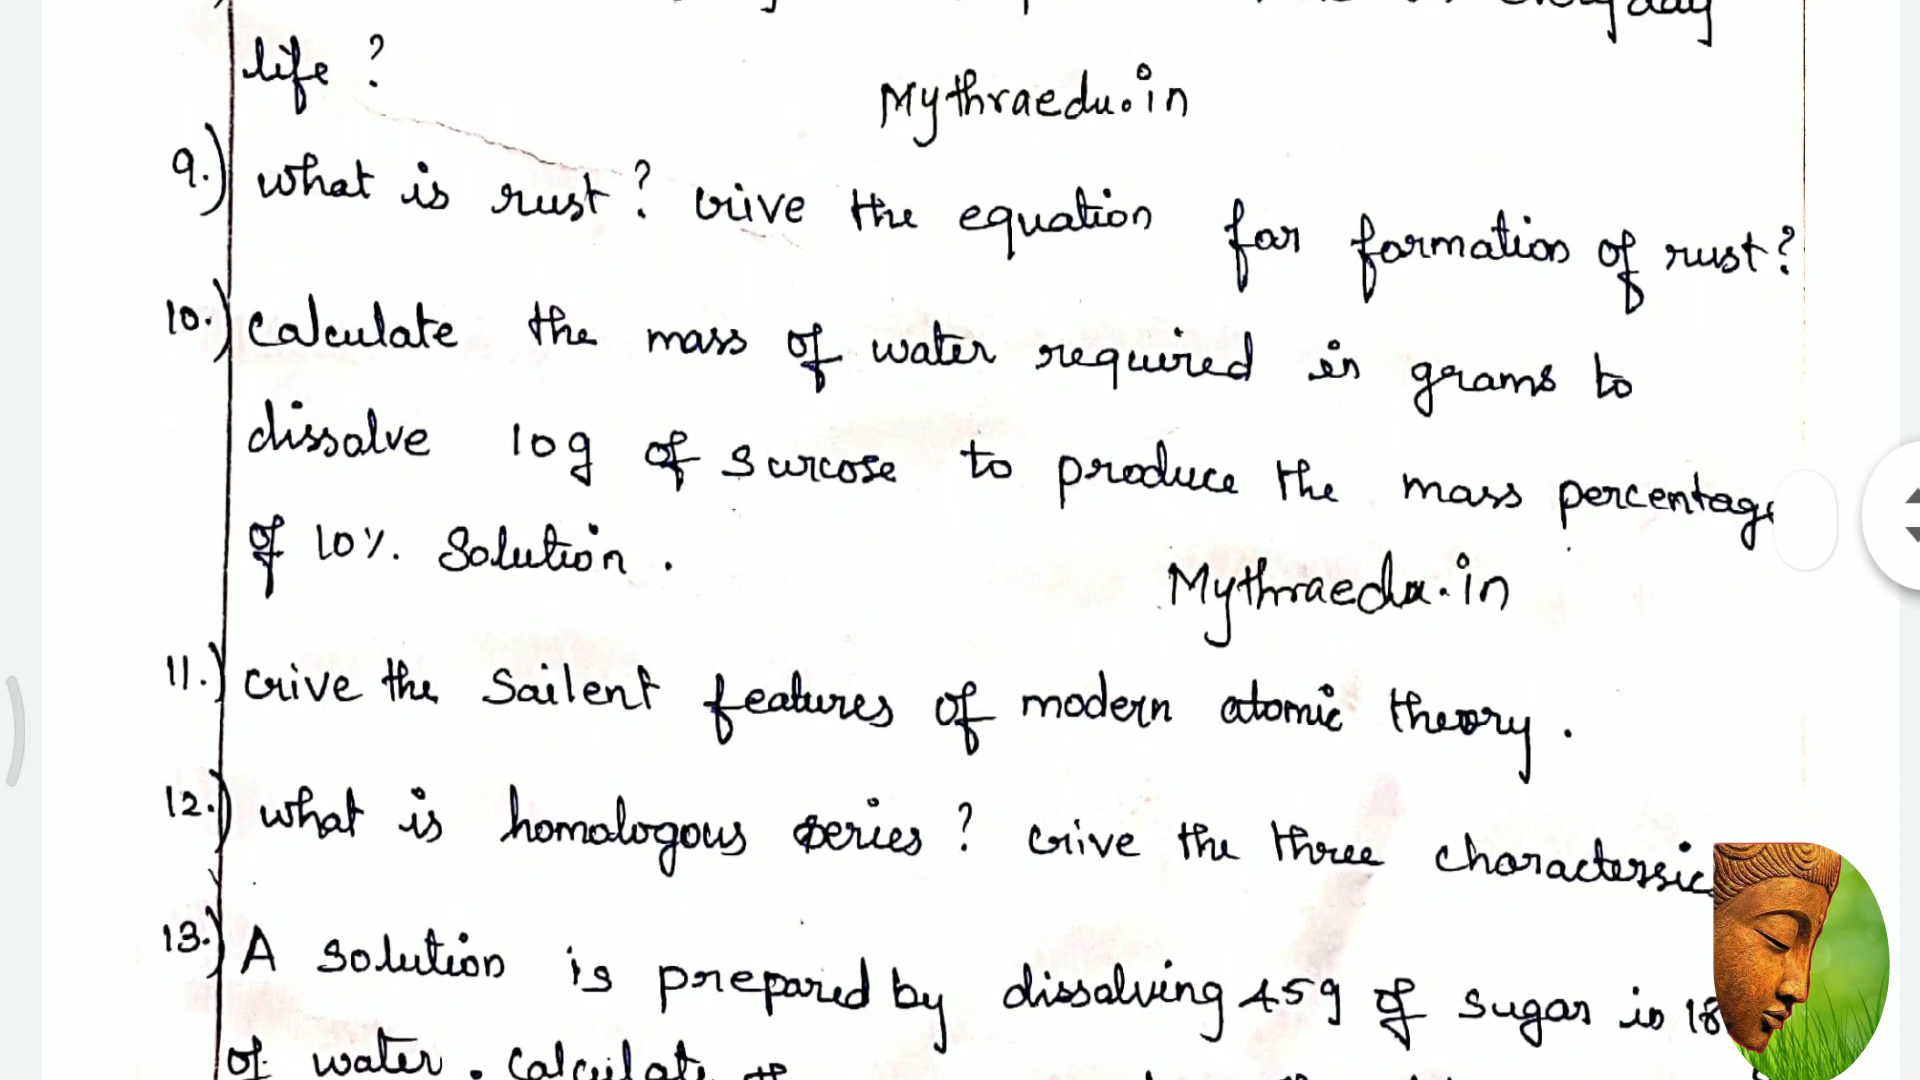 life ?
Mythraedu.in
9.) what is rust ? Give the equation for formation of rust ?
10.) calculate the mass of water required in grams to
dissolve 10g of surcose to produce the mass percentage
of 10% Solution .
Mythraedu.in
11.) Give the Sailent features of modern atomic theory .
12.) what is homologous series ? Give the three
13.) A solution is prepared by dissolving 45g of sugar in
of water . Calculate